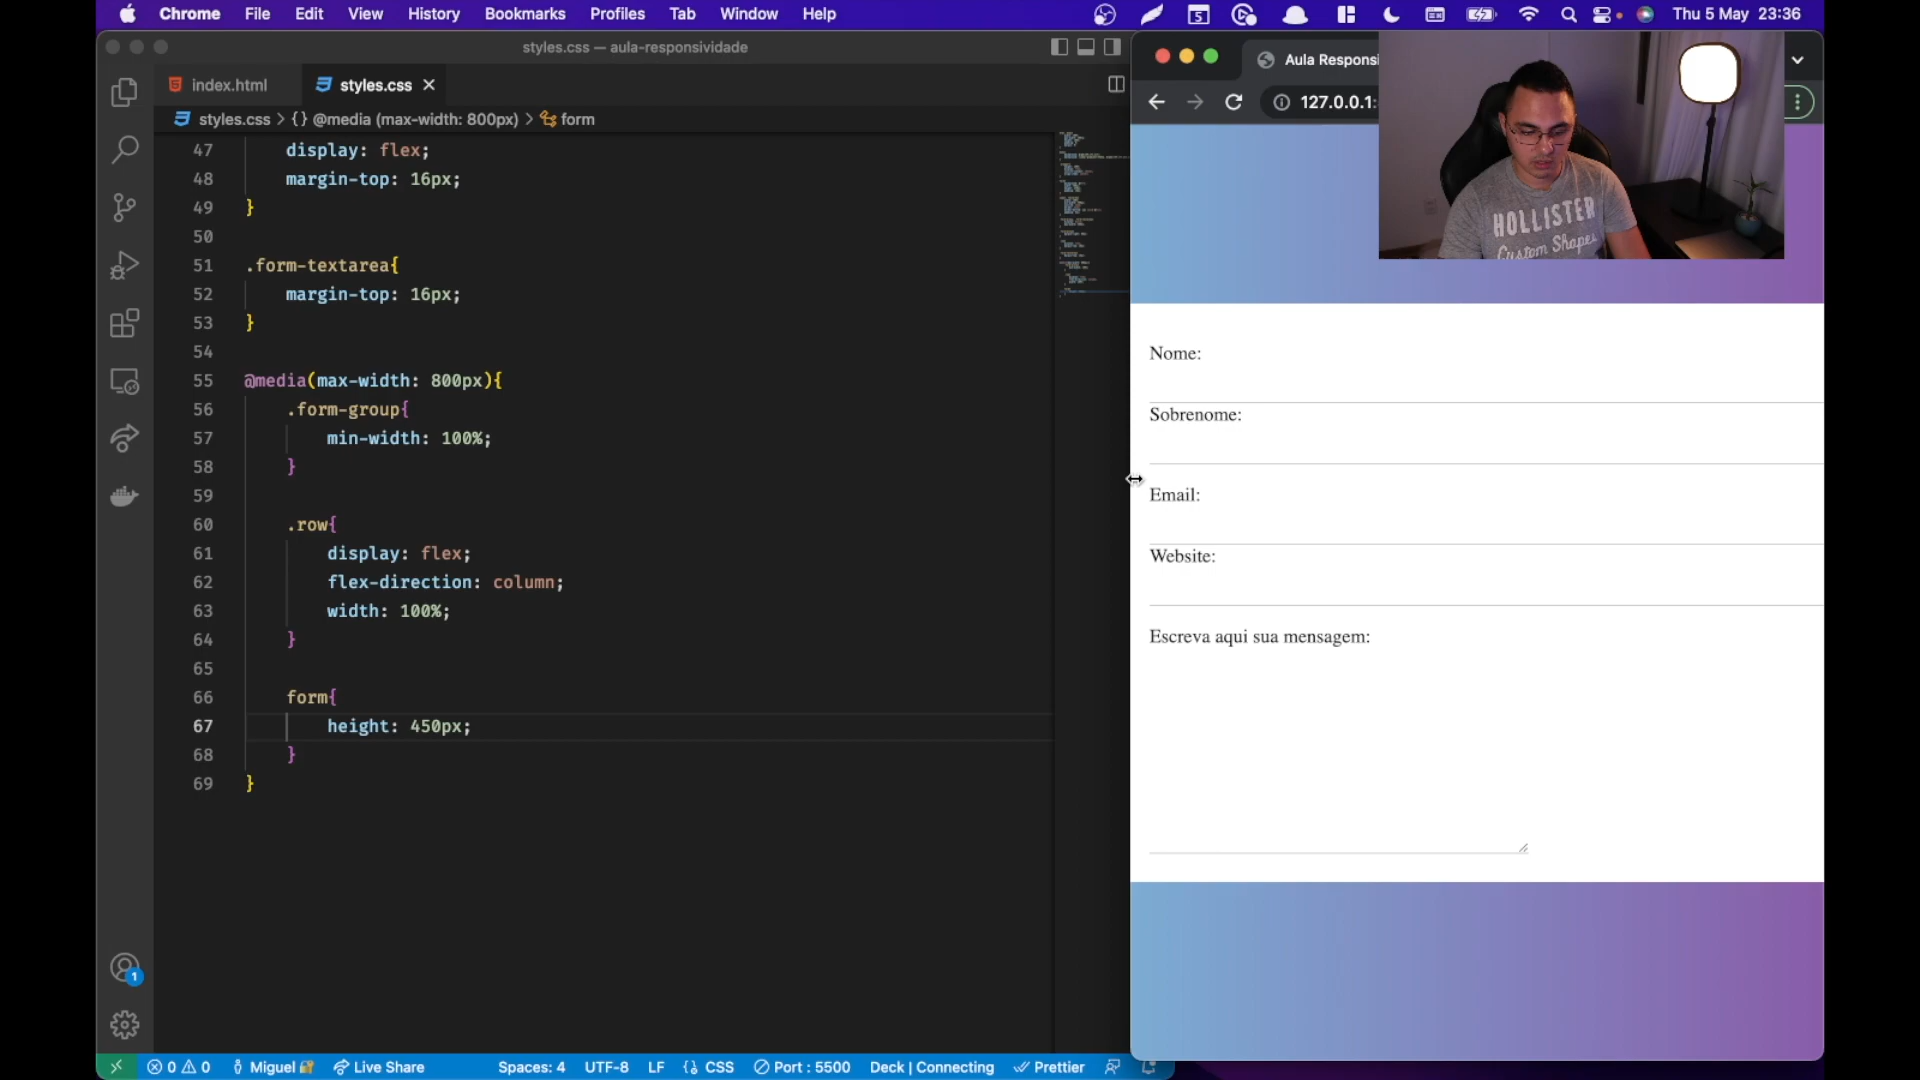 Chrome File Edit View History Bookmarks Profiles Tab Window Help Thu 5 May 23:36
styles.css — aula-responsividade
index.html styles.css
styles.css > {} @media (max-width: 800px) > form
47 display: flex;
48 margin-top: 16px;
49 }
50
51 .form-textarea{
52 margin-top: 16px;
53 }
54
55 @media(max-width: 800px){
56 .form-group{
57 min-width: 100%;
58 }
59
60 .row{
61 display: flex;
62 flex-direction: column;
63 width: 100%;
64 }
65
66 form{
67 height: 450px;
68 }
69 }
1
0 0 Miguel Live Share Spaces: 4 UTF-8 LF {} CSS Port : 5500 Deck | Connecting Prettier
Aula Responsi
127.0.0.1:
HOLLISTER
Custom Shapes
Nome:
Sobrenome:
Email:
Website:
Escreva aqui sua mensagem: